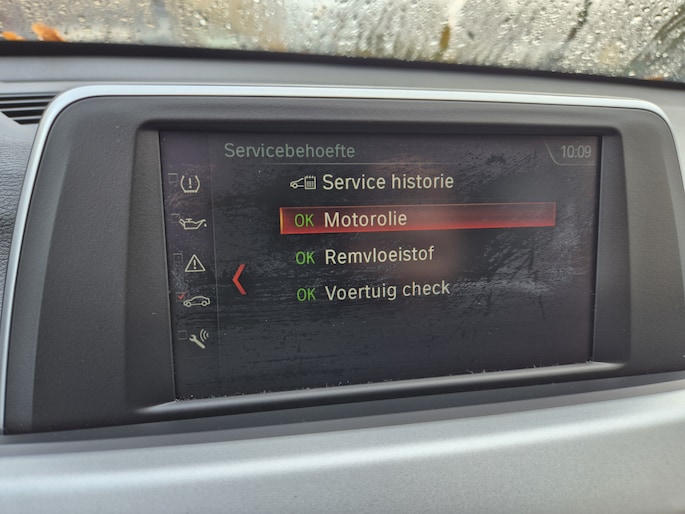 Servicebehoefte
10:09
Service historie
OK Motorolie
OK Remvloeistof
OK Voertuig check